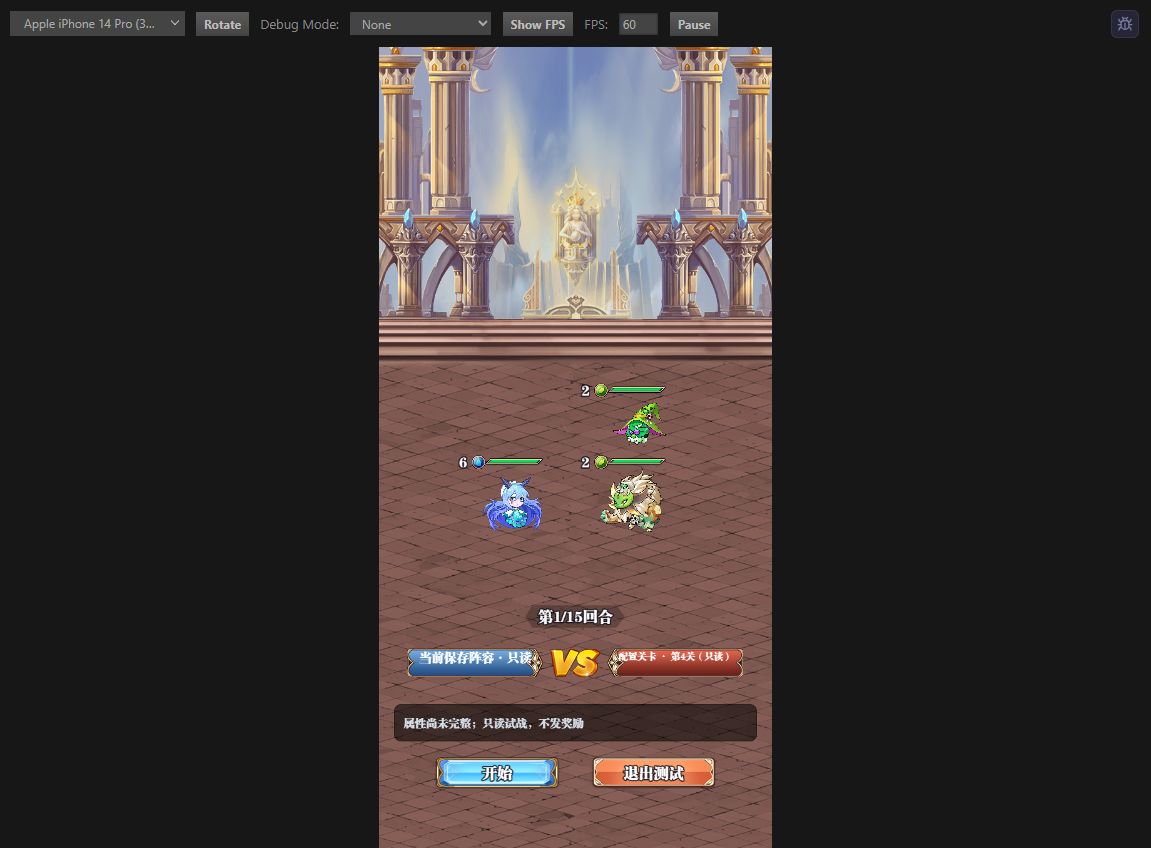 Apple iPhone 14 Pro (3... Rotate Debug Mode: None Show FPS FPS: 60 Pause
2
6 2
第1/15回合
当前保存阵容·只读 VS 配置关卡 · 第4关（只读）
属性尚未完整；只读试战，不发奖励
开始 退出测试